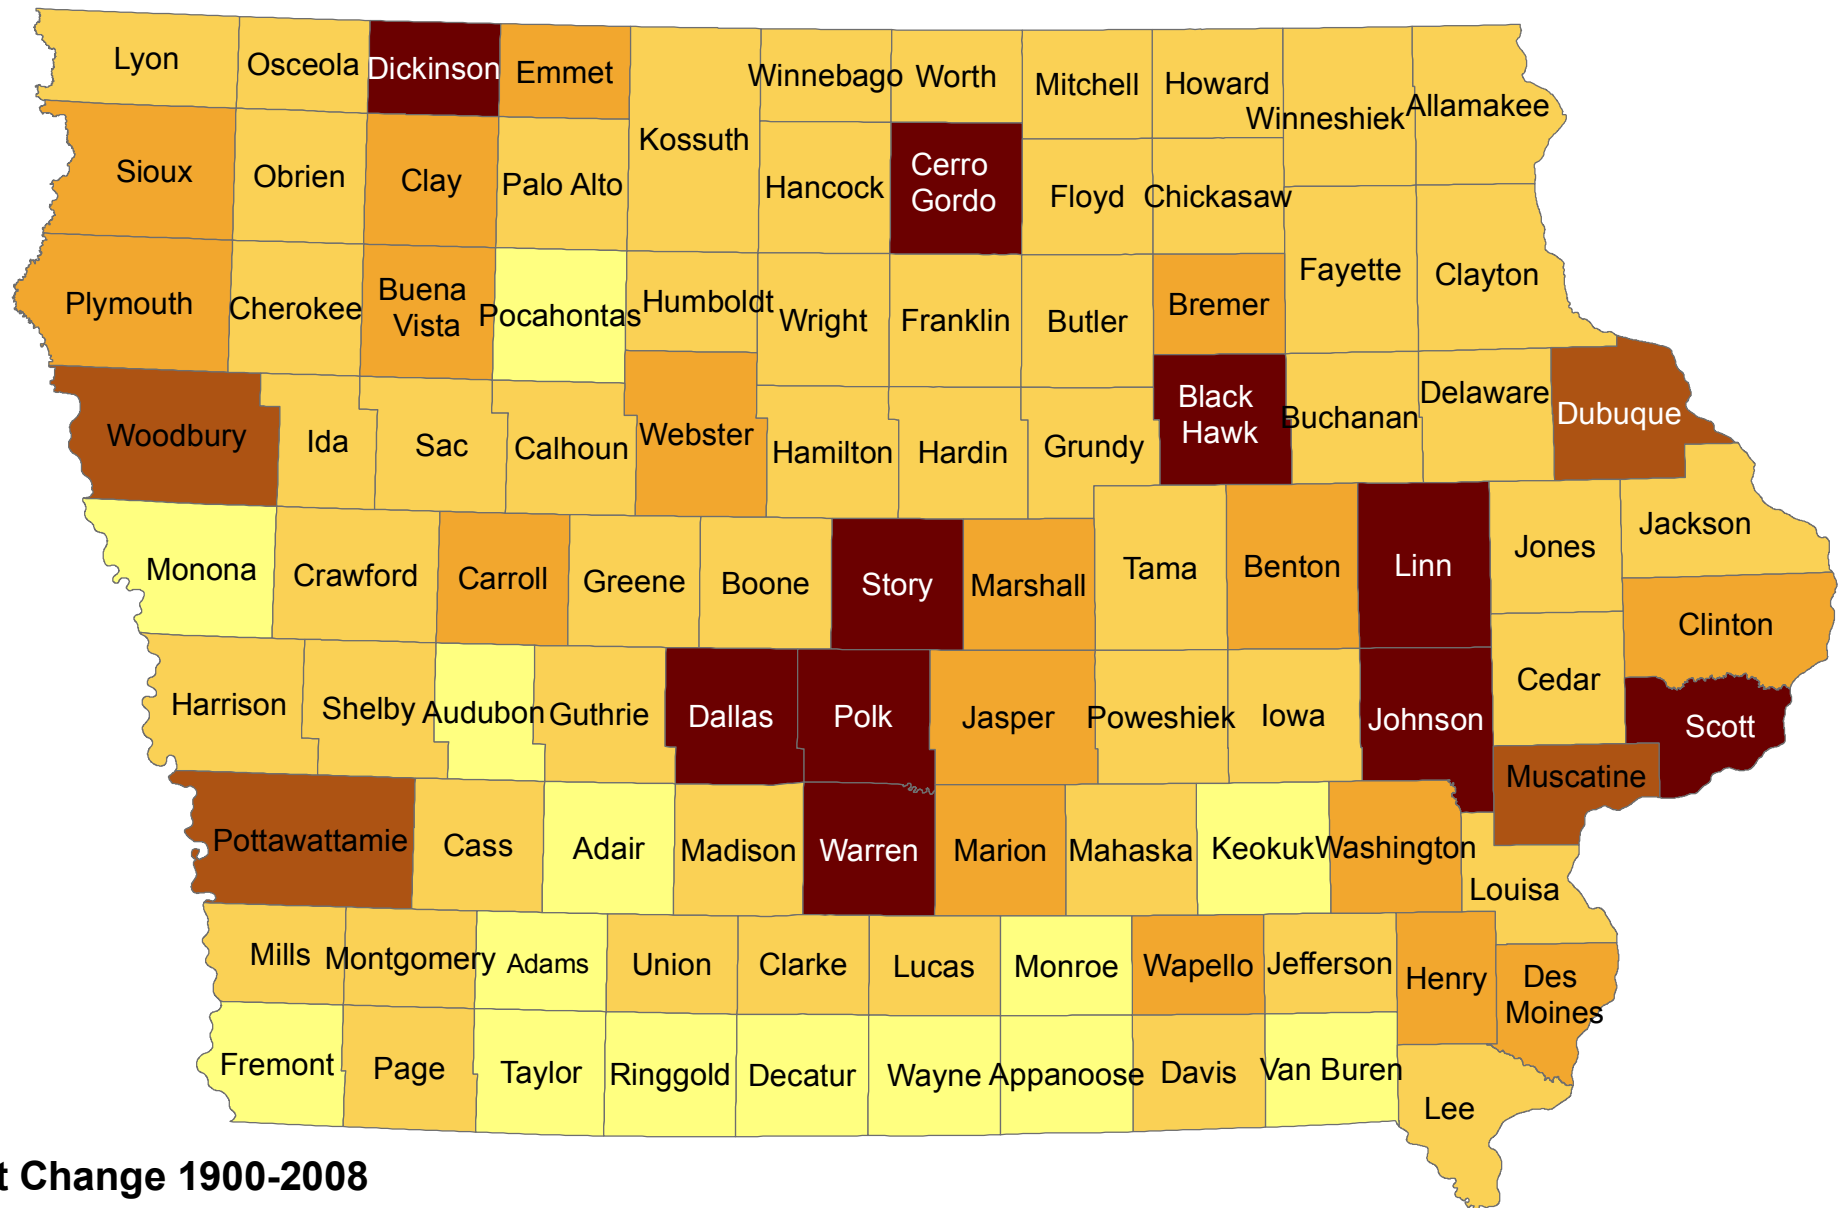 Lyon
Osceola
Dickinson
Emmet
Kossuth
Winnebago
Worth
Mitchell
Howard
Winneshiek
Allamakee
Sioux
Obrien
Clay
Palo Alto
Hancock
Cerro
Gordo
Floyd
Chickasaw
Fayette
Clayton
Plymouth
Cherokee
Buena
Vista
Pocahontas
Humboldt
Wright
Franklin
Butler
Bremer
Woodbury
Ida
Sac
Calhoun
Webster
Hamilton
Hardin
Grundy
Black
Hawk
Buchanan
Delaware
Dubuque
Monona
Crawford
Carroll
Greene
Boone
Story
Marshall
Tama
Benton
Linn
Jones
Jackson
Clinton
Harrison
Shelby
Audubon
Guthrie
Dallas
Polk
Jasper
Poweshiek
Iowa
Johnson
Cedar
Scott
Muscatine
Pottawattamie
Cass
Adair
Madison
Warren
Marion
Mahaska
Keokuk
Washington
Louisa
Mills
Montgomery
Adams
Union
Clarke
Lucas
Monroe
Wapello
Jefferson
Henry
Des
Moines
Fremont
Page
Taylor
Ringgold
Decatur
Wayne
Appanoose
Davis
Van Buren
Lee
t Change 1900-2008